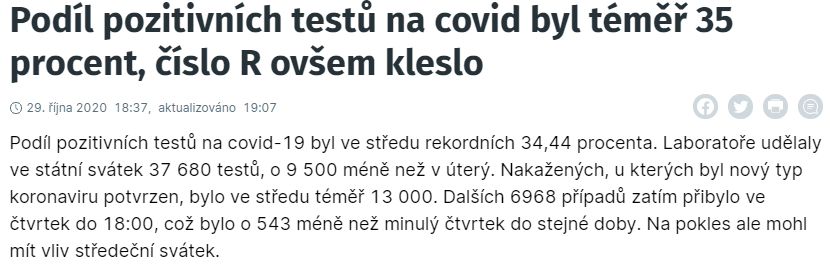 Podíl pozitivních testů na covid byl téměř 35
procent, číslo R ovšem kleslo
29. října 2020 18:37, aktualizováno 19:07
Podíl pozitivních testů na covid-19 byl ve středu rekordních 34,44 procenta. Laboratoře udělaly
ve státní svátek 37 680 testů, o 9 500 méně než v úterý. Nakažených, u kterých byl nový typ
koronaviru potvrzen, bylo ve středu téměř 13 000. Dalších 6968 případů zatím přibylo ve
čtvrtek do 18:00, což bylo o 543 méně než minulý čtvrtek do stejné doby. Na pokles ale mohl
mít vliv středeční svátek.